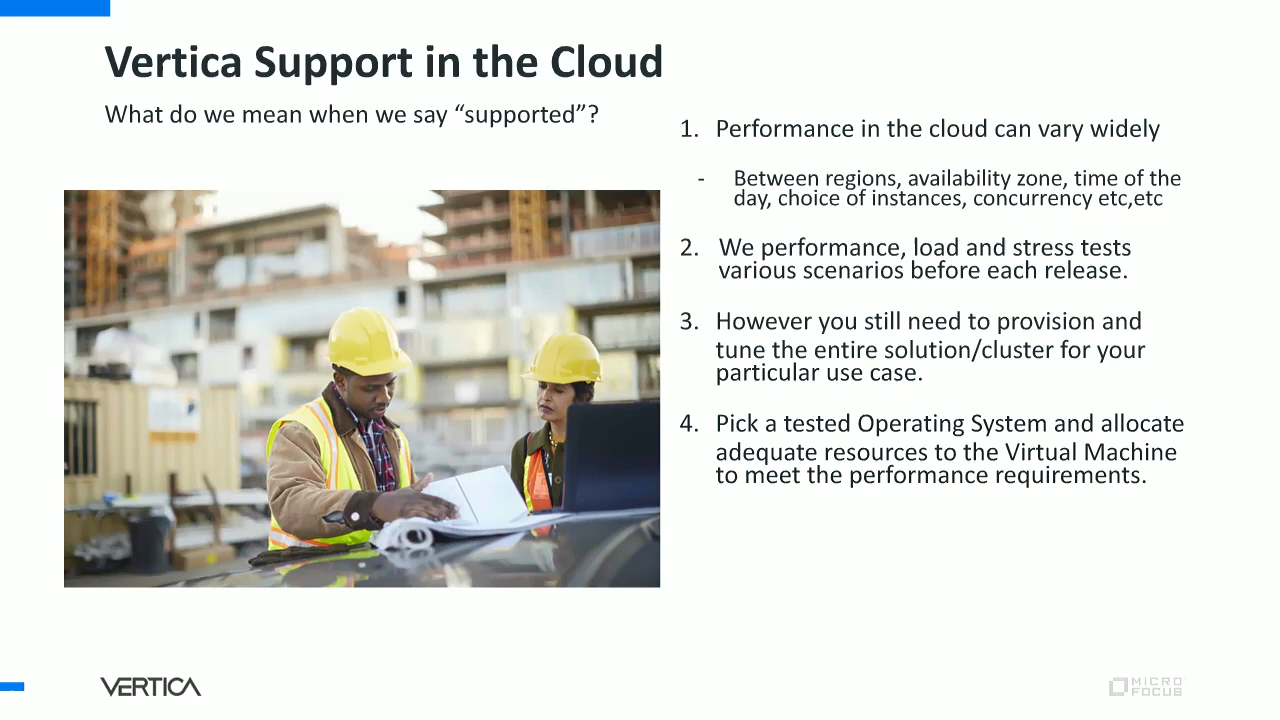 Vertica Support in the Cloud
What do we mean when we say “supported”?
1. Performance in the cloud can vary widely
- Between regions, availability zone, time of the
day, choice of instances, concurrency etc,etc
2. We performance, load and stress tests
various scenarios before each release.
3. However you still need to provision and
tune the entire solution/cluster for your
particular use case.
4. Pick a tested Operating System and allocate
adequate resources to the Virtual Machine
to meet the performance requirements.
VERTICA
MICRO
FOCUS